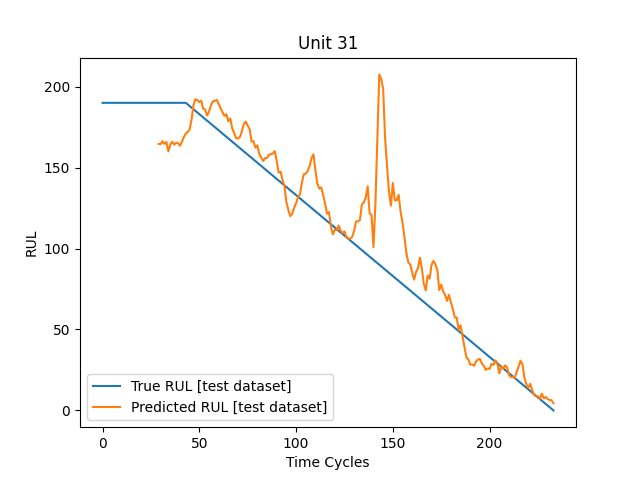 Unit 31
RUL
200
150
100
50
0
True RUL [test dataset]
Predicted RUL [test dataset]
0 50 100 150 200
Time Cycles